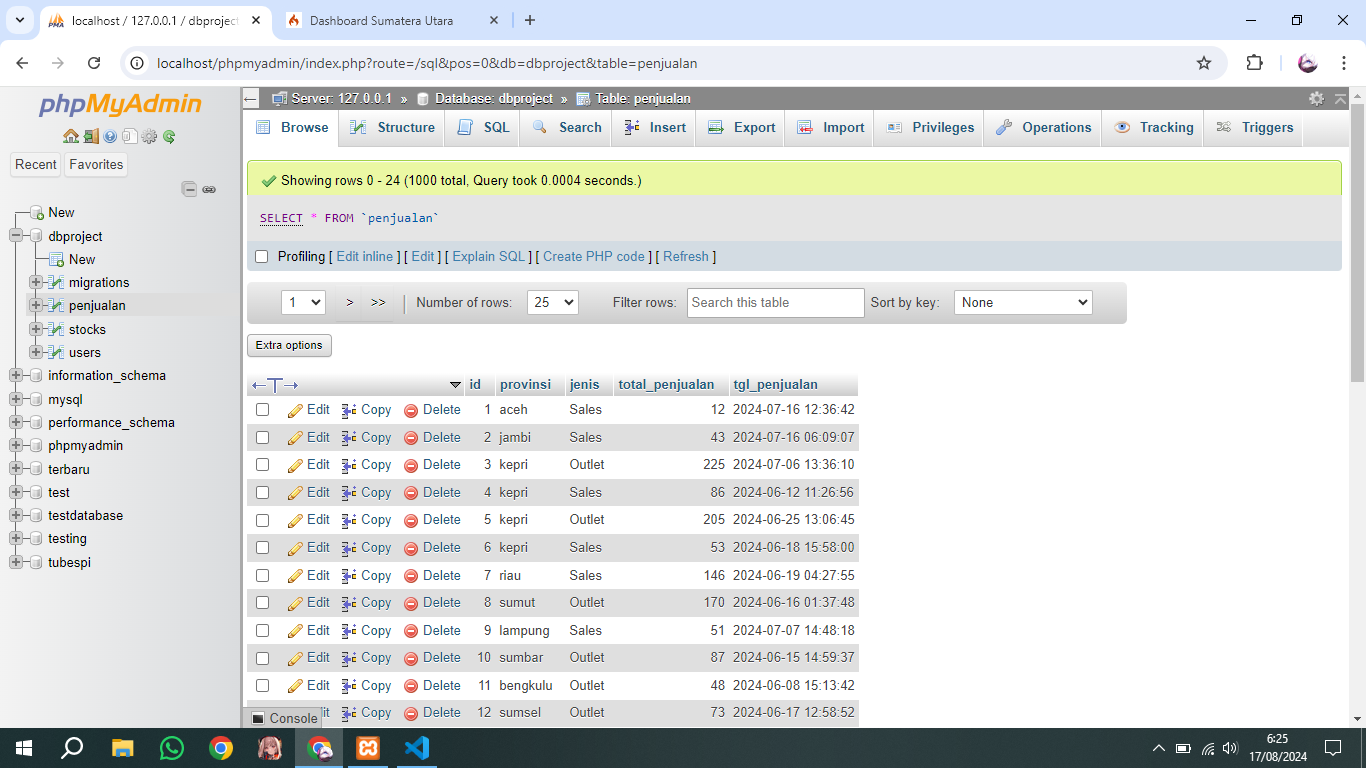 localhost / 127.0.0.1 / dbproject
Dashboard Sumatera Utara
localhost/phpmyadmin/index.php?route=/sql&pos=0&db=dbproject&table=penjualan
phpMyAdmin
Recent Favorites
New
dbproject
New
migrations
penjualan
stocks
users
information_schema
mysql
performance_schema
phpmyadmin
terbaru
test
testdatabase
testing
tubespi
Server: 127.0.0.1 » Database: dbproject » Table: penjualan
Browse Structure SQL Search Insert Export Import Privileges Operations Tracking Triggers
Showing rows 0 - 24 (1000 total, Query took 0.0004 seconds.)
SELECT * FROM `penjualan`
Profiling [ Edit inline ] [ Edit ] [ Explain SQL ] [ Create PHP code ] [ Refresh ]
1 > >> | Number of rows: 25 Filter rows: Search this table Sort by key: None
Extra options
id provinsi jenis total_penjualan tgl_penjualan
Edit Copy Delete 1 aceh Sales 12 2024-07-16 12:36:42
Edit Copy Delete 2 jambi Sales 43 2024-07-16 06:09:07
Edit Copy Delete 3 kepri Outlet 225 2024-07-06 13:36:10
Edit Copy Delete 4 kepri Sales 86 2024-06-12 11:26:56
Edit Copy Delete 5 kepri Outlet 205 2024-06-25 13:06:45
Edit Copy Delete 6 kepri Sales 53 2024-06-18 15:58:00
Edit Copy Delete 7 riau Sales 146 2024-06-19 04:27:55
Edit Copy Delete 8 sumut Outlet 170 2024-06-16 01:37:48
Edit Copy Delete 9 lampung Sales 51 2024-07-07 14:48:18
Edit Copy Delete 10 sumbar Outlet 87 2024-06-15 14:59:37
Edit Copy Delete 11 bengkulu Outlet 48 2024-06-08 15:13:42
Copy Delete 12 sumsel Outlet 73 2024-06-17 12:58:52
Console
6:25
17/08/2024